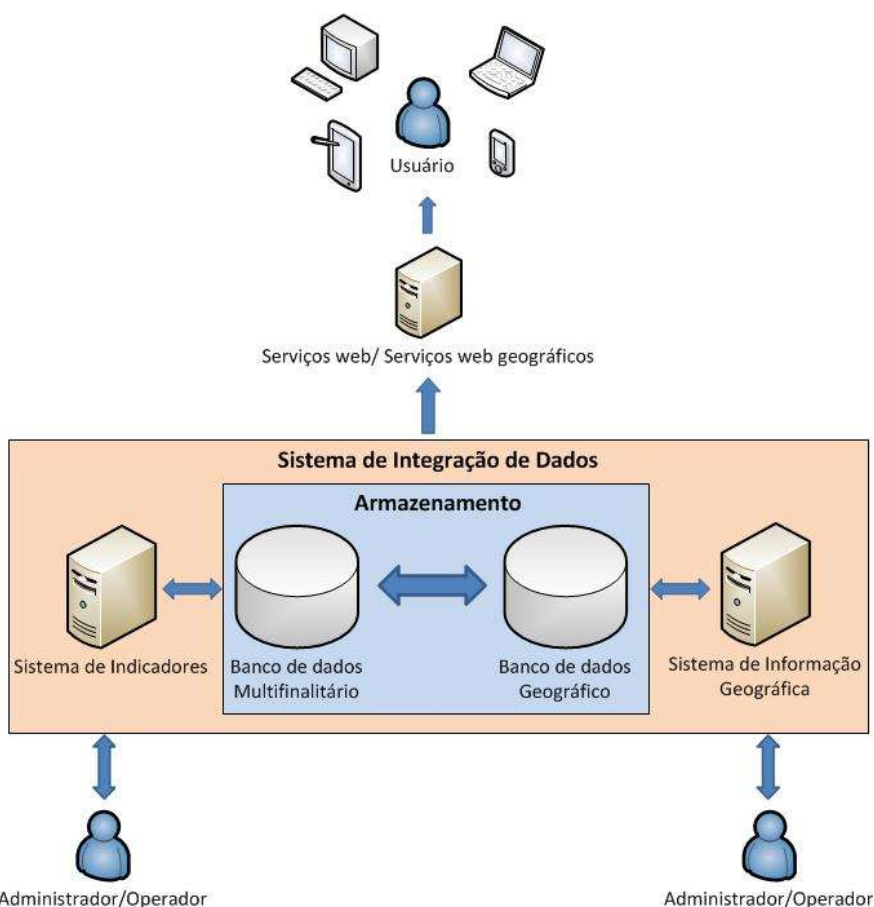 Usuário
Serviços web/ Serviços web geográficos
Sistema de Integração de Dados
Armazenamento
Sistema de Indicadores
Banco de dados
Multifinalitário
Banco de dados
Geográfico
Sistema de Informação
Geográfica
Administrador/Operador
Administrador/Operador